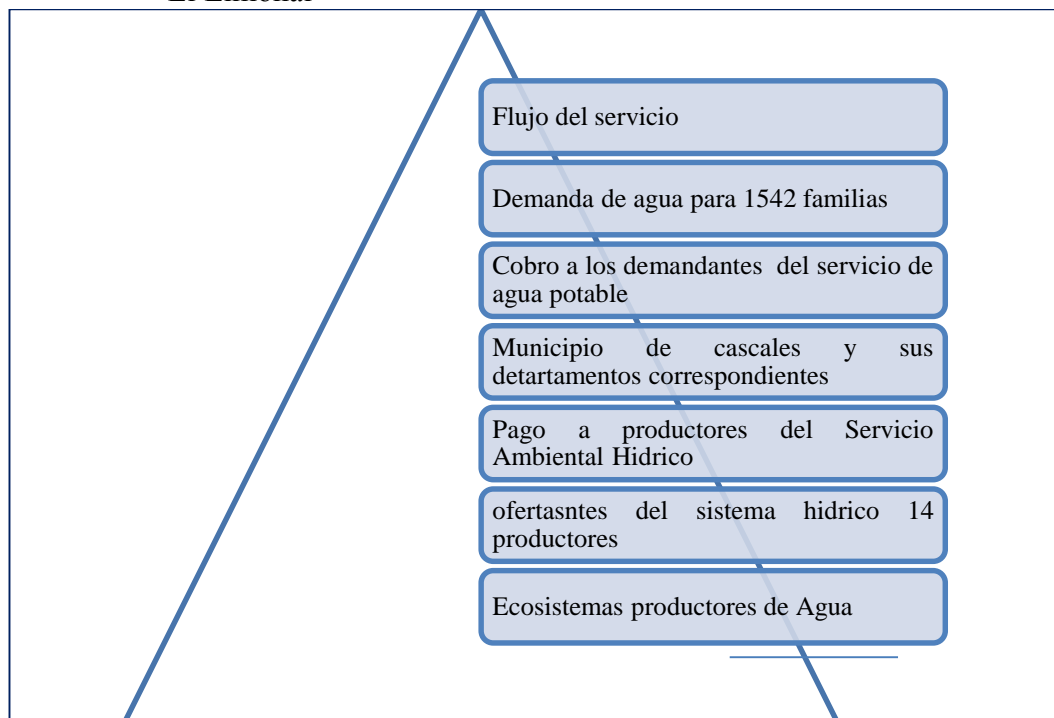 Flujo del servicio
Demanda de agua para 1542 familias
Cobro a los demandantes del servicio de
agua potable
Municipio de cascales y sus
detartamentos correspondientes
Pago a productores del Servicio
Ambiental Hidrico
ofertasntes del sistema hidrico 14
productores
Ecosistemas productores de Agua